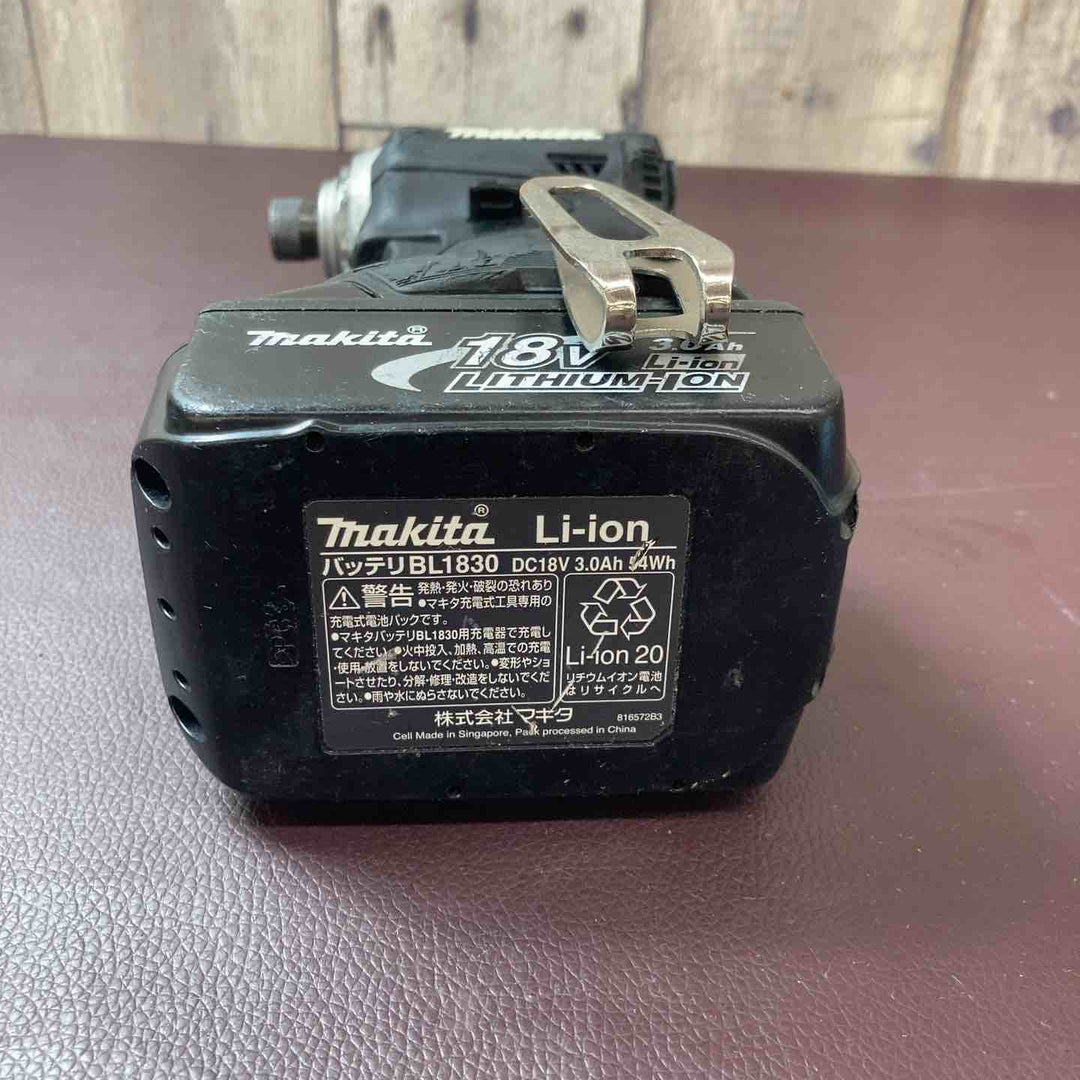 makita
makita®
18V 3.0Ah
Li-ion
LITHIUM-ION
makita® Li-ion
バッテリBL1830 DC18V 3.0Ah 54Wh
警告 発熱・発火・破裂の恐れあり
●マキタ充電式工具専用の
充電式電池パックです。
●マキタバッテリBL1830用充電器で充電し
てください。●火中投入、加熱、高温での充電
・使用・放置をしないでください。●変形やショ
ートさせたり、分解・修理・改造をしないでくだ
さい。●雨や水にぬらさないでください。
Li-ion 20
リチウムイオン電池
はリサイクルへ
株式会社マキタ
816572B3
Cell Made in Singapore, Pack processed in China